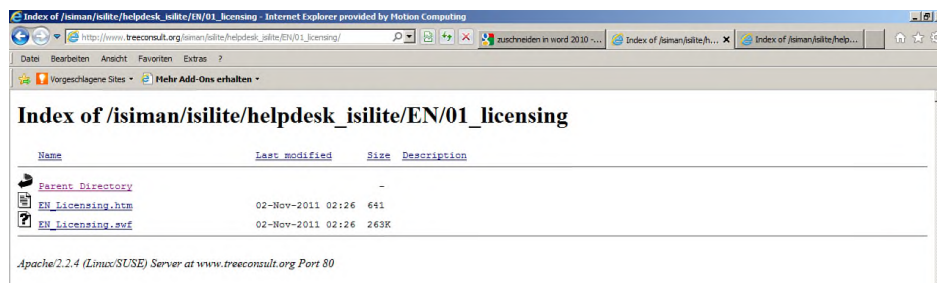 Index of /isiman/isilite/helpdesk_isilite/EN/01_licensing - Internet Explorer provided by Motion Computing
http://www.treeconsult.org/isiman/isilite/helpdesk_isilite/EN/01_licensing/
zuschneiden in word 2010 -... Index of /isiman/isilite/h... Index of /isiman/isilite/help...
Datei Bearbeiten Ansicht Favoriten Extras ?
Vorgeschlagene Sites Mehr Add-Ons erhalten
Index of /isiman/isilite/helpdesk_isilite/EN/01_licensing
Name Last modified Size Description
Parent Directory -
EN_Licensing.htm 02-Nov-2011 02:26 641
EN_Licensing.swf 02-Nov-2011 02:26 263K
Apache/2.2.4 (Linux/SUSE) Server at www.treeconsult.org Port 80